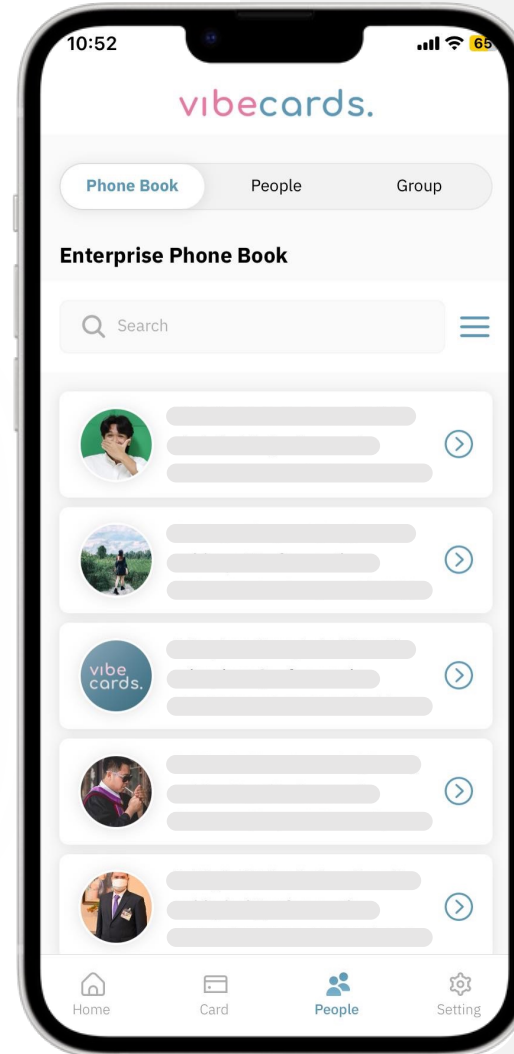 10:52
65
vibecards.
Phone Book People Group
Enterprise Phone Book
Search
vibe
cards.
Home Card People Setting